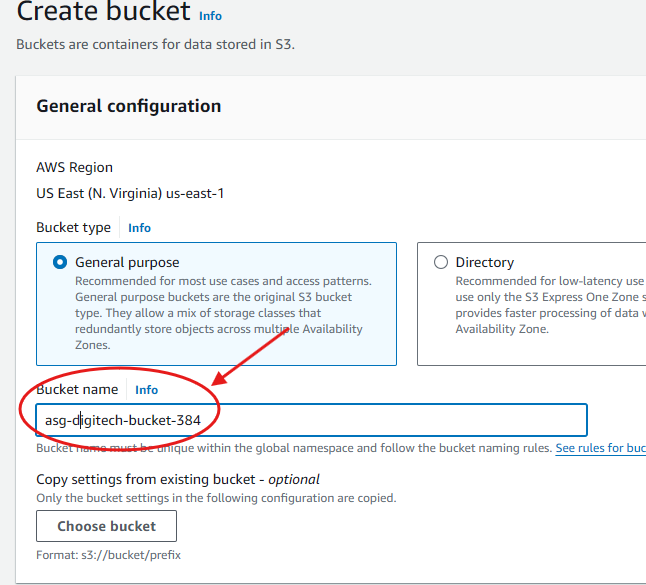 Create bucket Info
Buckets are containers for data stored in S3.
General configuration
AWS Region
US East (N. Virginia) us-east-1
Bucket type Info
General purpose
Recommended for most use cases and access patterns.
General purpose buckets are the original S3 bucket
type. They allow a mix of storage classes that
redundantly store objects across multiple Availability
Zones.
Directory
Recommended for low-latency use
use only the S3 Express One Zone s
provides faster processing of data w
Availability Zone.
Bucket name Info
asg-digitech-bucket-384
Bucket name must be unique within the global namespace and follow the bucket naming rules. See rules for buc
Copy settings from existing bucket - optional
Only the bucket settings in the following configuration are copied.
Choose bucket
Format: s3://bucket/prefix